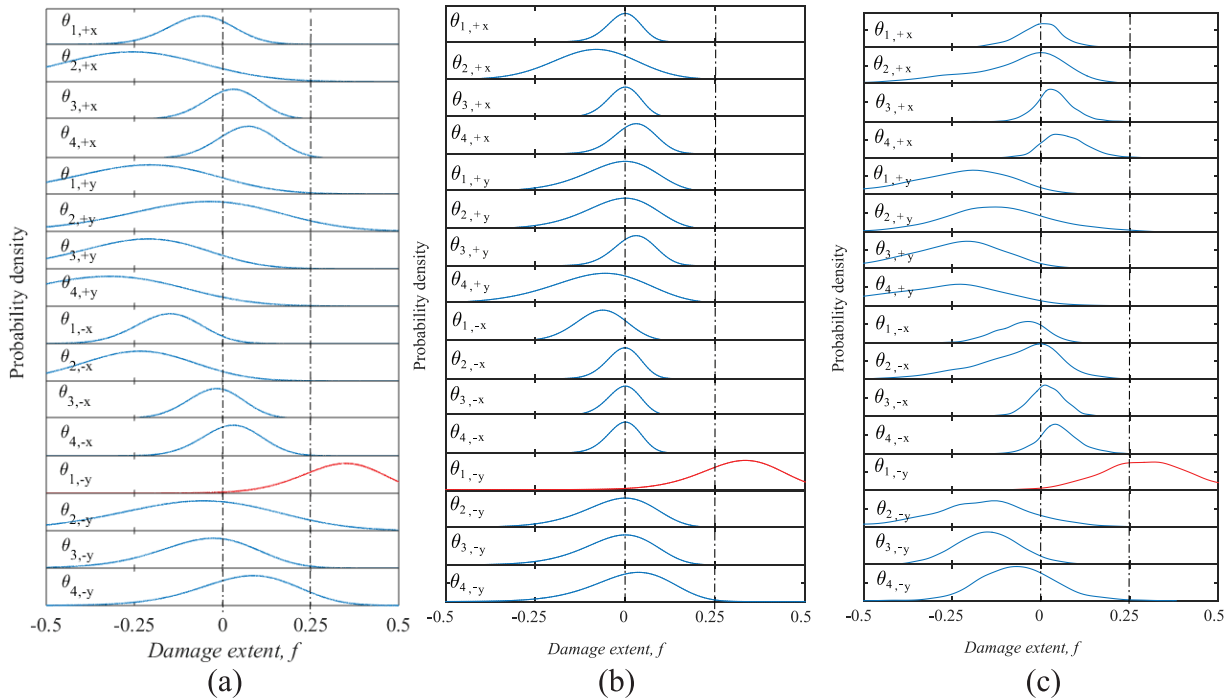 Probability density
θ1,+x
θ2,+x
θ3,+x
θ4,+x
θ1,+y
θ2,+y
θ3,+y
θ4,+y
θ1,-x
θ2,-x
θ3,-x
θ4,-x
θ1,-y
θ2,-y
θ3,-y
θ4,-y
-0.5 -0.25 0 0.25 0.5
Damage extent, f
(a)
Probability density
θ1,+x
θ2,+x
θ3,+x
θ4,+x
θ1,+y
θ2,+y
θ3,+y
θ4,+y
θ1,-x
θ2,-x
θ3,-x
θ4,-x
θ1,-y
θ2,-y
θ3,-y
θ4,-y
-0.5 -0.25 0 0.25 0.5
Damage extent, f
(b)
Probability density
θ1,+x
θ2,+x
θ3,+x
θ4,+x
θ1,+y
θ2,+y
θ3,+y
θ4,+y
θ1,-x
θ2,-x
θ3,-x
θ4,-x
θ1,-y
θ2,-y
θ3,-y
θ4,-y
-0.5 -0.25 0 0.25 0.5
Damage extent, f
(c)